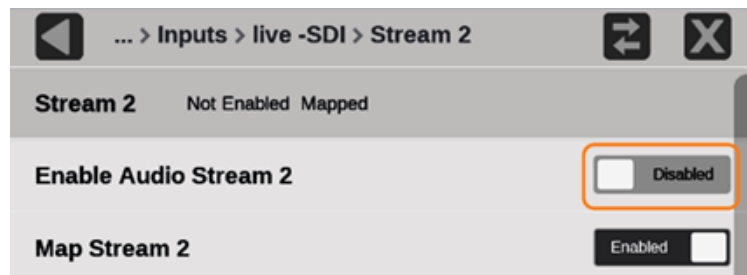 ... > Inputs > live -SDI > Stream 2
Stream 2 Not Enabled Mapped
Enable Audio Stream 2 Disabled
Map Stream 2 Enabled